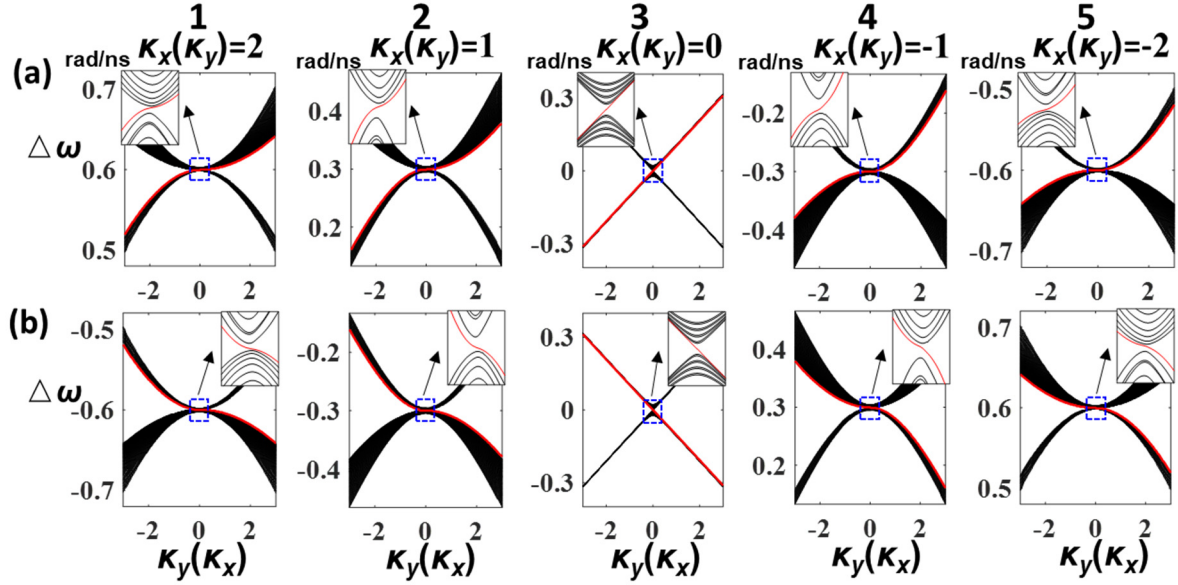 1 2 3 4 5
κx(κy)=2 κx(κy)=1 κx(κy)=0 κx(κy)=-1 κx(κy)=-2
(a) rad/ns rad/ns rad/ns rad/ns rad/ns
0.7 0.4 0.3 -0.2 -0.5
△ω 0.6 0.3 0 -0.3 -0.6
0.5 0.2 -0.3 -0.4 -0.7
-2 0 2 -2 0 2 -2 0 2 -2 0 2 -2 0 2
(b) -0.5 -0.2 0.3 0.4 0.7
△ω -0.6 -0.3 0 0.3 0.6
-0.7 -0.4 -0.3 0.2 0.5
-2 0 2 -2 0 2 -2 0 2 -2 0 2 -2 0 2
κy(κx) κy(κx) κy(κx) κy(κx) κy(κx)